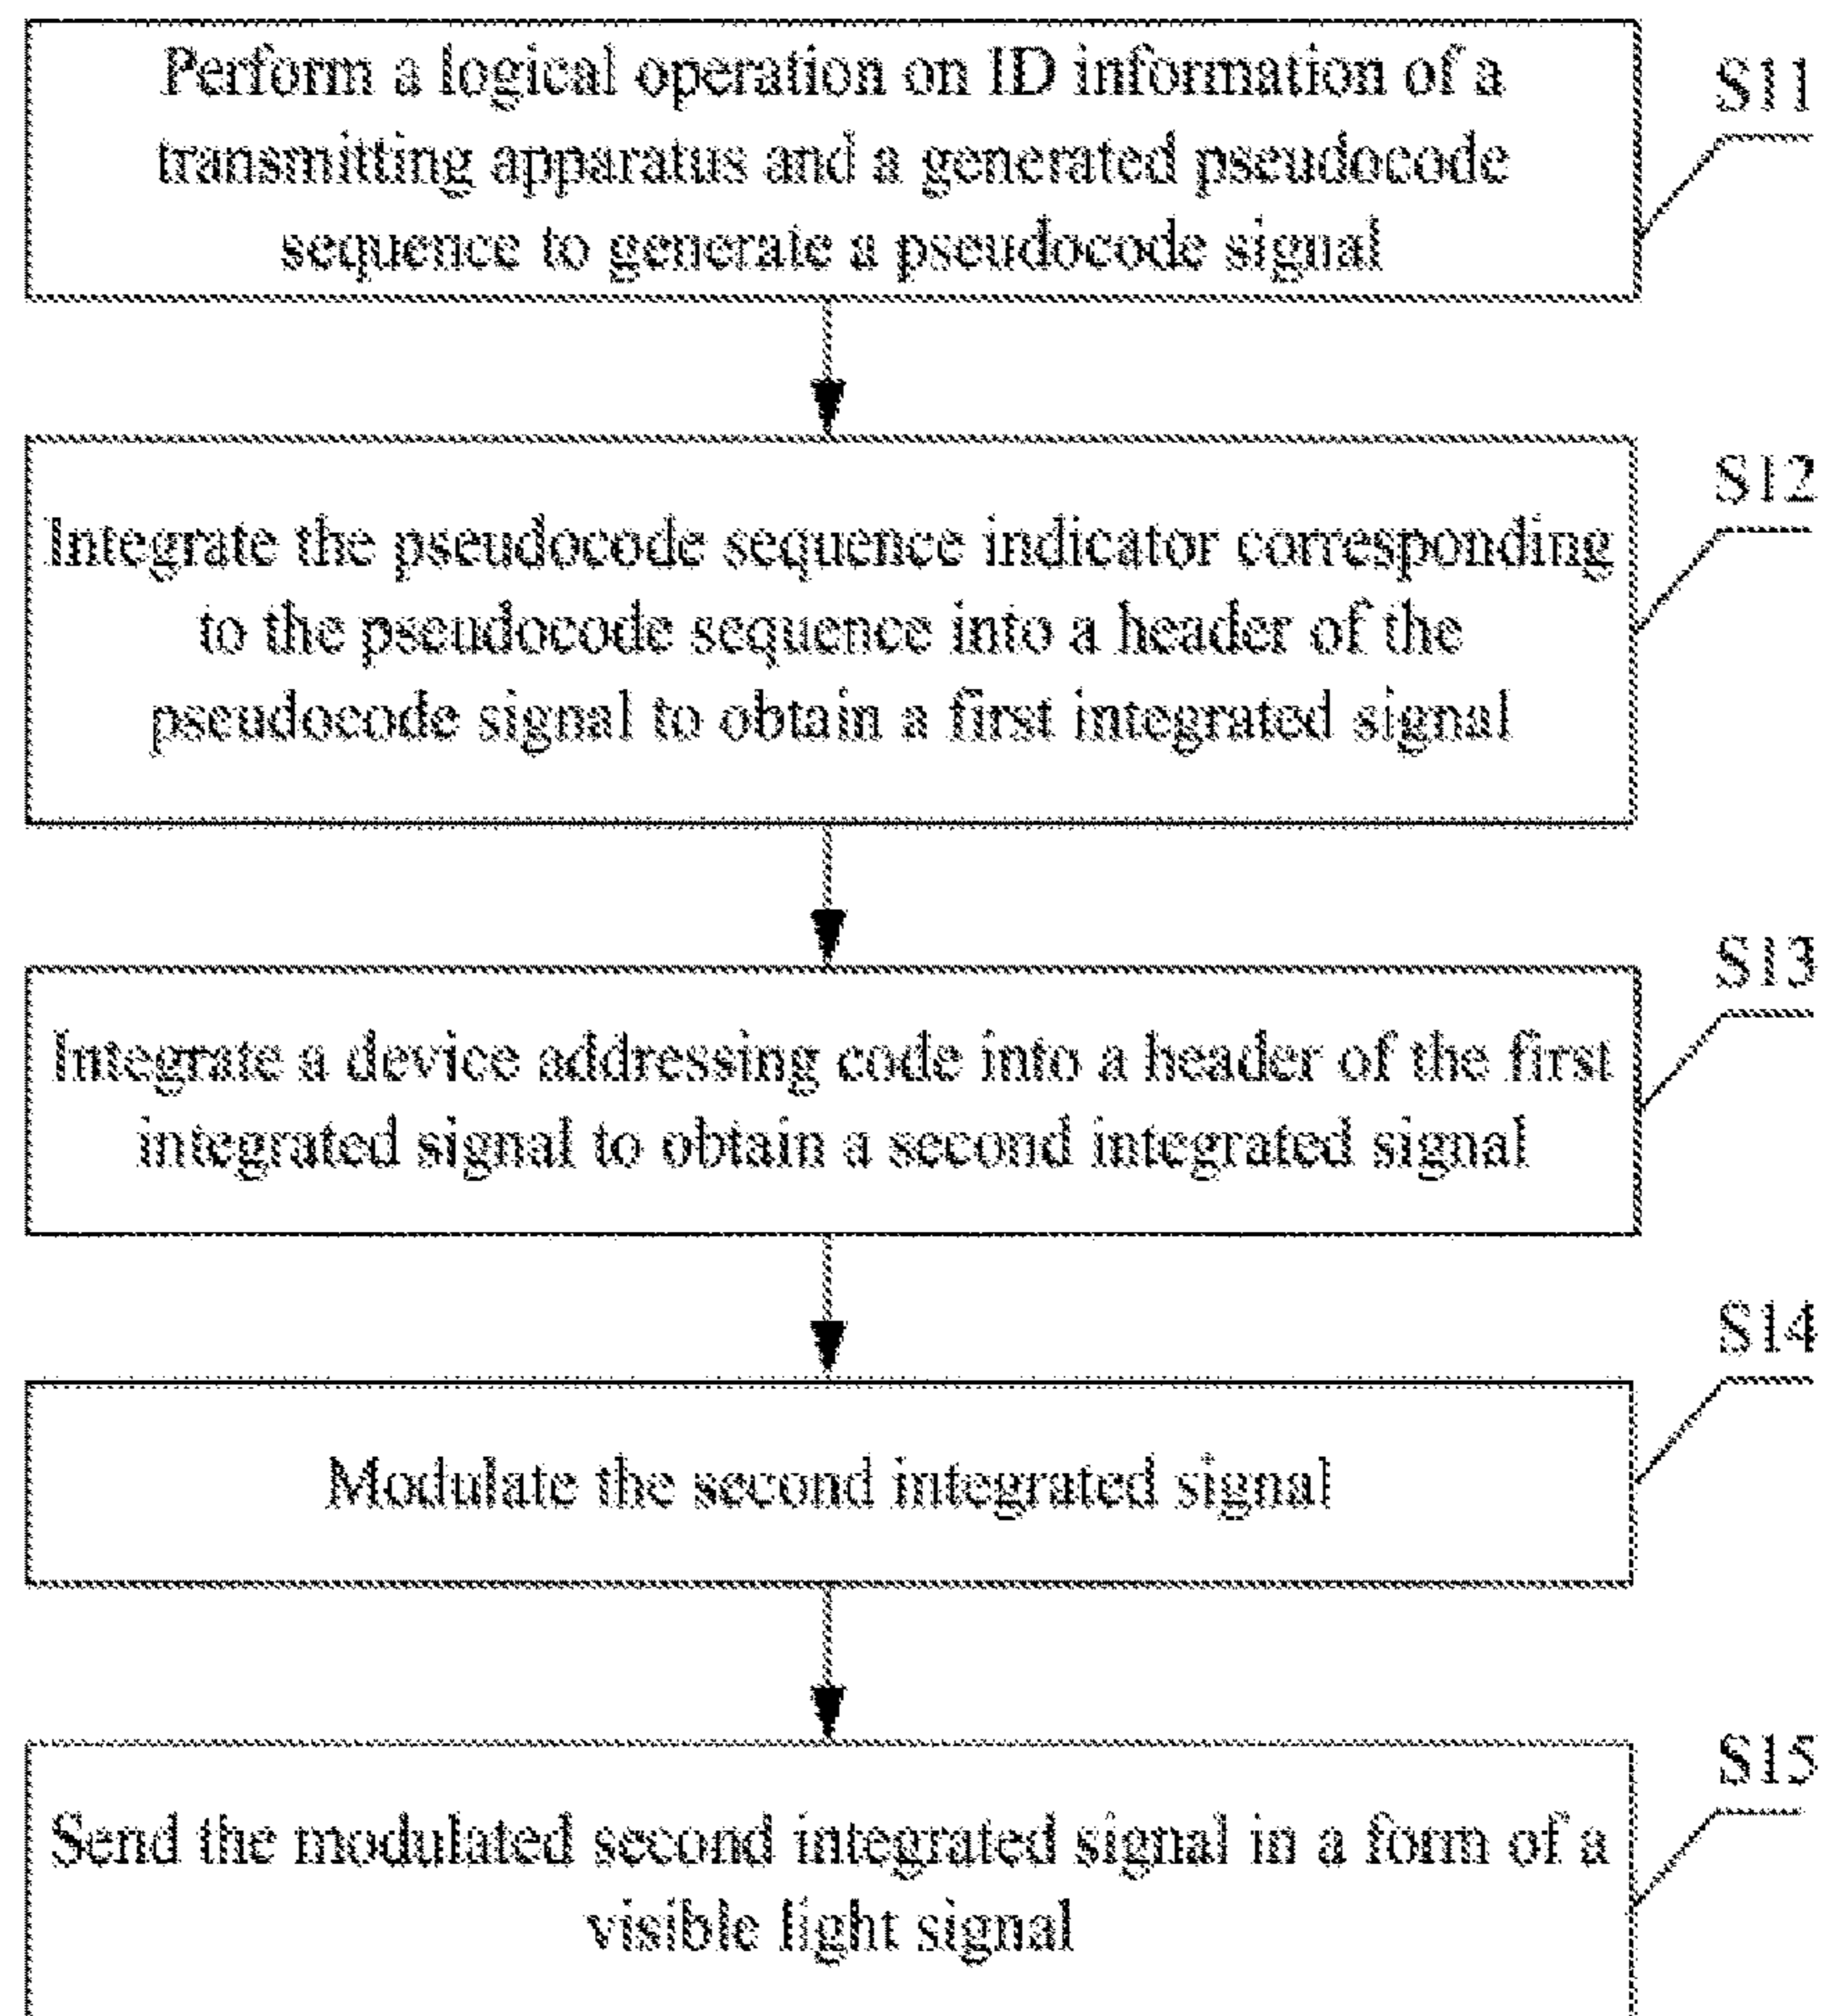 Perform a logical operation on ID information of a
transmitting apparatus and a generated pseudocode
sequence to generate a pseudocode signal
S11
Integrate the pseudocode sequence indicator corresponding
to the pseudocode sequence into a header of the
pseudocode signal to obtain a first integrated signal
S12
Integrate a device addressing code into a header of the first
integrated signal to obtain a second integrated signal
S13
Modulate the second integrated signal
S14
Send the modulated second integrated signal in a form of a
visible light signal
S15